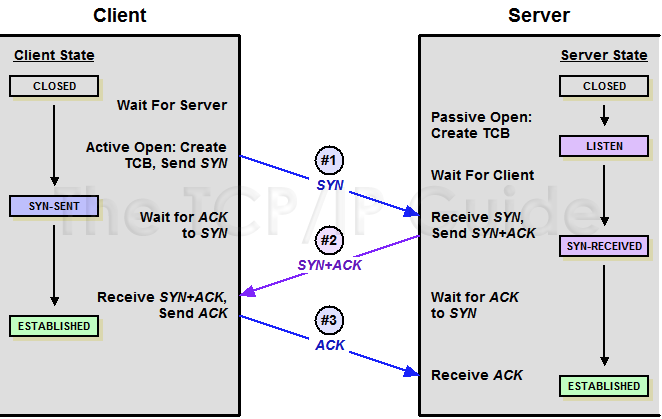 Client
Server
Client State
Server State
CLOSED
CLOSED
Wait For Server
Passive Open:
Create TCB
Active Open: Create
TCB, Send SYN
#1
SYN
LISTEN
Wait For Client
SYN-SENT
Wait for ACK
to SYN
Receive SYN,
Send SYN+ACK
#2
SYN+ACK
SYN-RECEIVED
Receive SYN+ACK,
Send ACK
Wait for ACK
to SYN
#3
ACK
ESTABLISHED
Receive ACK
ESTABLISHED
The TCP/IP Guide